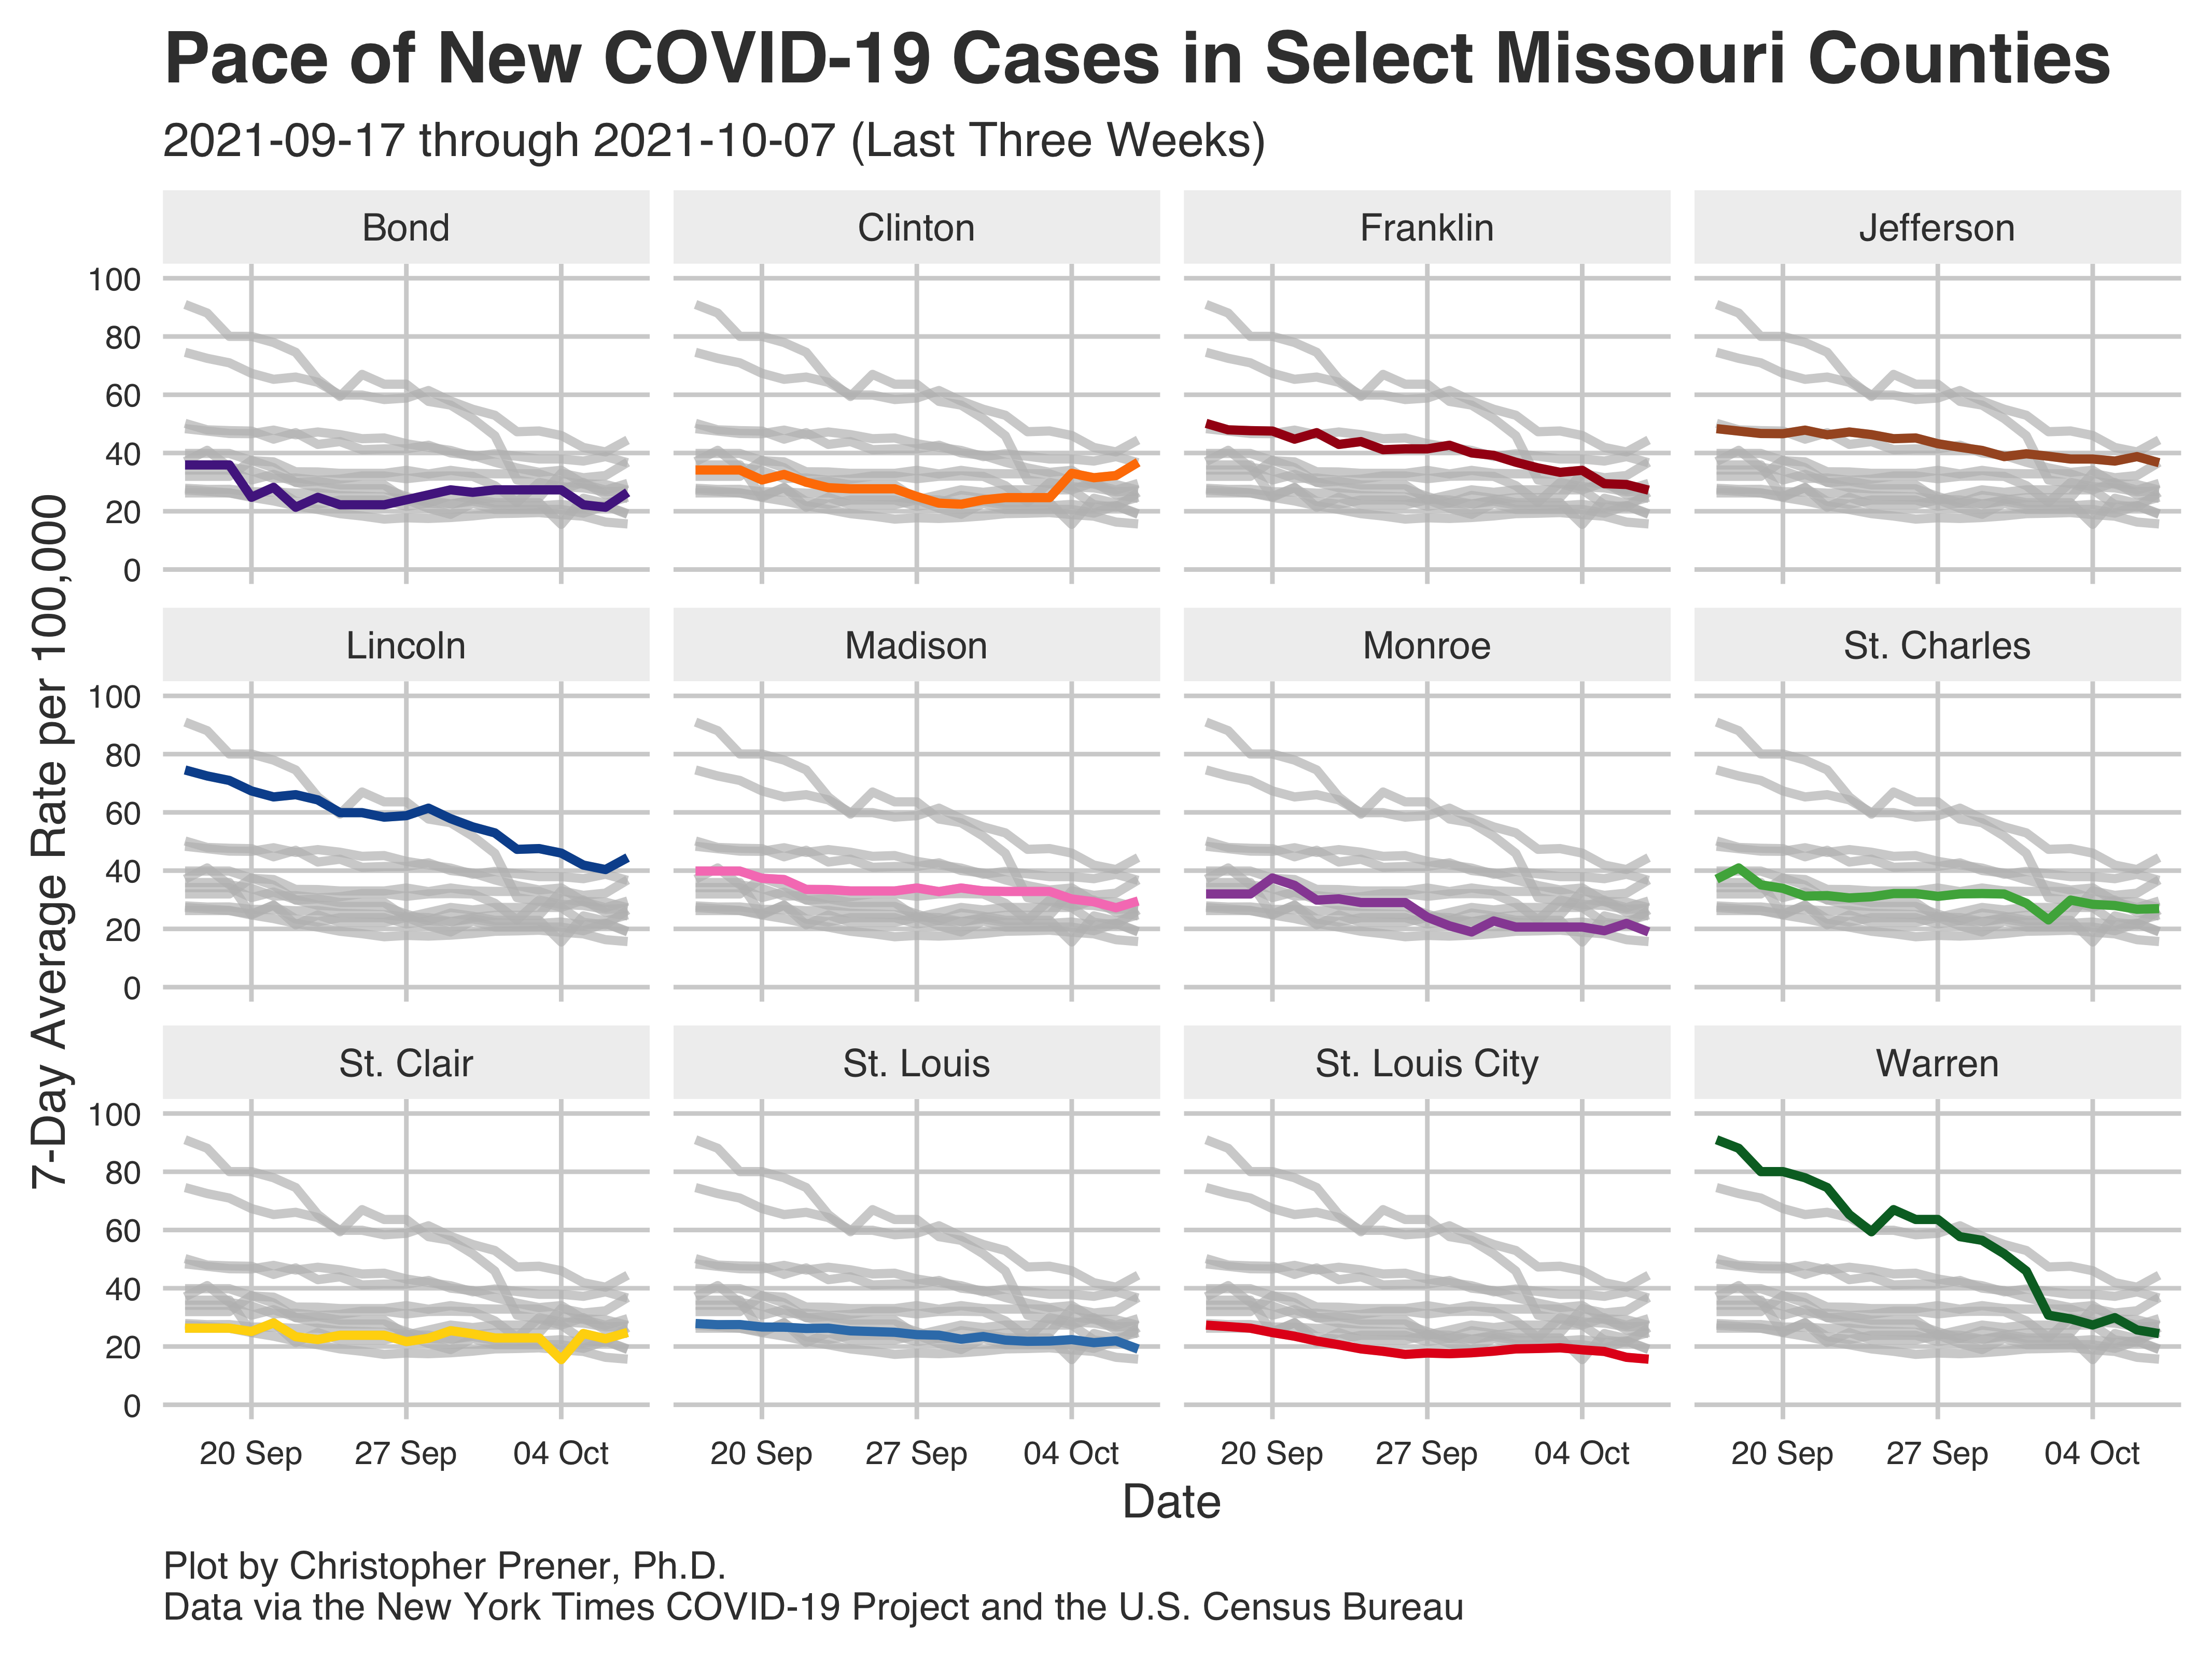 Pace of New COVID-19 Cases in Select Missouri Counties
2021-09-17 through 2021-10-07 (Last Three Weeks)
7-Day Average Rate per 100,000
Bond Clinton Franklin Jefferson
100
80
60
40
20
0
Lincoln Madison Monroe St. Charles
100
80
60
40
20
0
St. Clair St. Louis St. Louis City Warren
100
80
60
40
20
0
20 Sep 27 Sep 04 Oct 20 Sep 27 Sep 04 Oct 20 Sep 27 Sep 04 Oct 20 Sep 27 Sep 04 Oct
Date
Plot by Christopher Prener, Ph.D.
Data via the New York Times COVID-19 Project and the U.S. Census Bureau